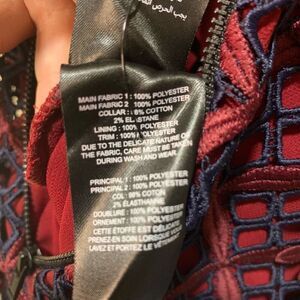 يجب الحرص
MAIN FABRIC 1 : 100% POLYESTER
MAIN FABRIC 2 : 100% POLYESTER
COLLAR : 98% COTTON
2% ELASTANE
LINING : 100% POLYESTER
TRIM : 100% POLYESTER
DUE TO THE DELICATE NATURE OF
THE FABRIC, CARE MUST BE TAKEN
DURING WASH AND WEAR.
PRINCIPAL 1 : 100% POLYESTER
PRINCIPAL 2 : 100% POLYESTER
COL : 98% COTON
2% ÉLASTHANNE
DOUBLURE : 100% POLYESTER
ORNEMENT : 100% POLYESTER
CETTE ÉTOFFE EST DÉLICATE
PRENEZ-EN SOIN LORSQUE VOUS
LAVEZ ET PORTEZ LE VÊTEMENT.